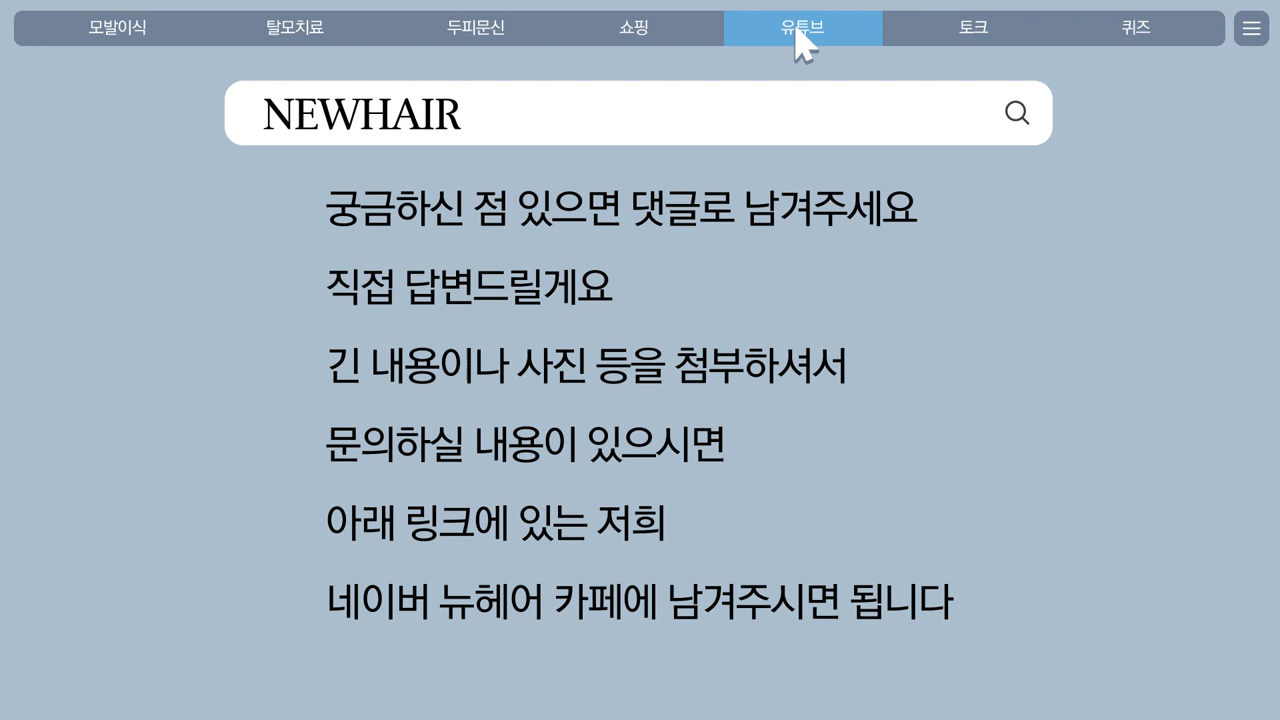 모발이식 탈모치료 두피문신 쇼핑 유튜브 토크 퀴즈
NEWHAIR
궁금하신 점 있으면 댓글로 남겨주세요
직접 답변드릴게요
긴 내용이나 사진 등을 첨부하셔서
문의하실 내용이 있으시면
아래 링크에 있는 저희
네이버 뉴헤어 카페에 남겨주시면 됩니다